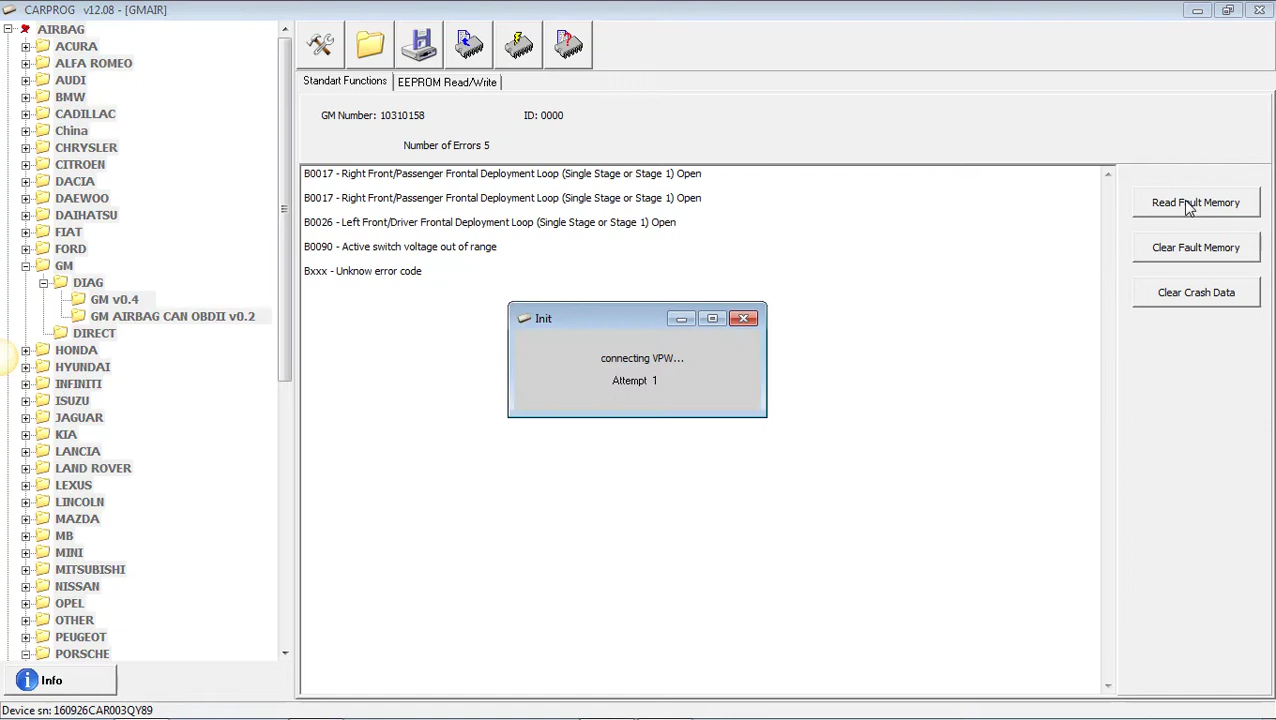 CARPROG v12.08 - [GMAIR]
AIRBAG
ACURA
ALFA ROMEO
AUDI
BMW
CADILLAC
China
CHRYSLER
CITROEN
DACIA
DAEWOO
DAIHATSU
FIAT
FORD
GM
DIAG
GM v0.4
GM AIRBAG CAN OBDII v0.2
DIRECT
HONDA
HYUNDAI
INFINITI
ISUZU
JAGUAR
KIA
LANCIA
LAND ROVER
LEXUS
LINCOLN
MAZDA
MB
MINI
MITSUBISHI
NISSAN
OPEL
OTHER
PEUGEOT
PORSCHE
Info
Standart Functions EEPROM Read/Write
GM Number: 10310158 ID: 0000
Number of Errors 5
B0017 - Right Front/Passenger Frontal Deployment Loop (Single Stage or Stage 1) Open
B0017 - Right Front/Passenger Frontal Deployment Loop (Single Stage or Stage 1) Open
B0026 - Left Front/Driver Frontal Deployment Loop (Single Stage or Stage 1) Open
B0090 - Active switch voltage out of range
Bxxx - Unknow error code
Init
connecting VPW...
Attempt 1
Read Fault Memory
Clear Fault Memory
Clear Crash Data
Device sn: 160926CAR003QY89